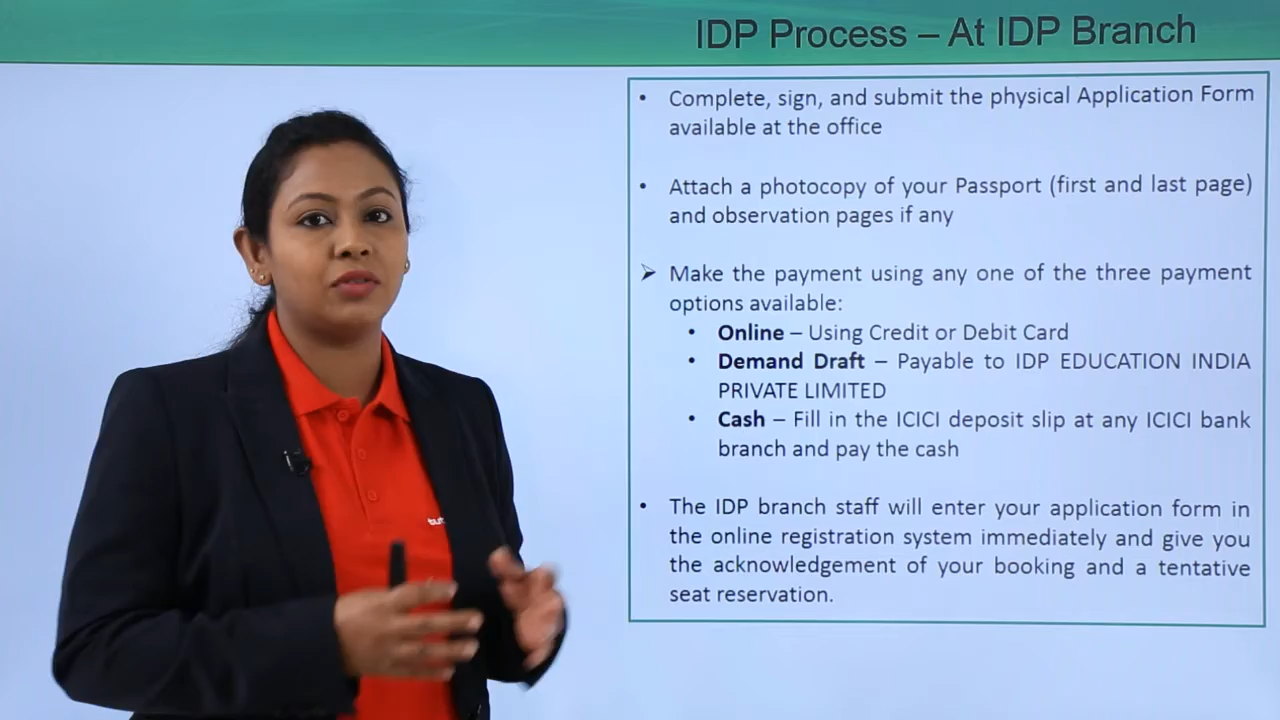 IDP Process – At IDP Branch
• Complete, sign, and submit the physical Application Form
available at the office
• Attach a photocopy of your Passport (first and last page)
and observation pages if any
➢ Make the payment using any one of the three payment
options available:
• Online – Using Credit or Debit Card
• Demand Draft – Payable to IDP EDUCATION INDIA
PRIVATE LIMITED
• Cash – Fill in the ICICI deposit slip at any ICICI bank
branch and pay the cash
• The IDP branch staff will enter your application form in
the online registration system immediately and give you
the acknowledgement of your booking and a tentative
seat reservation.